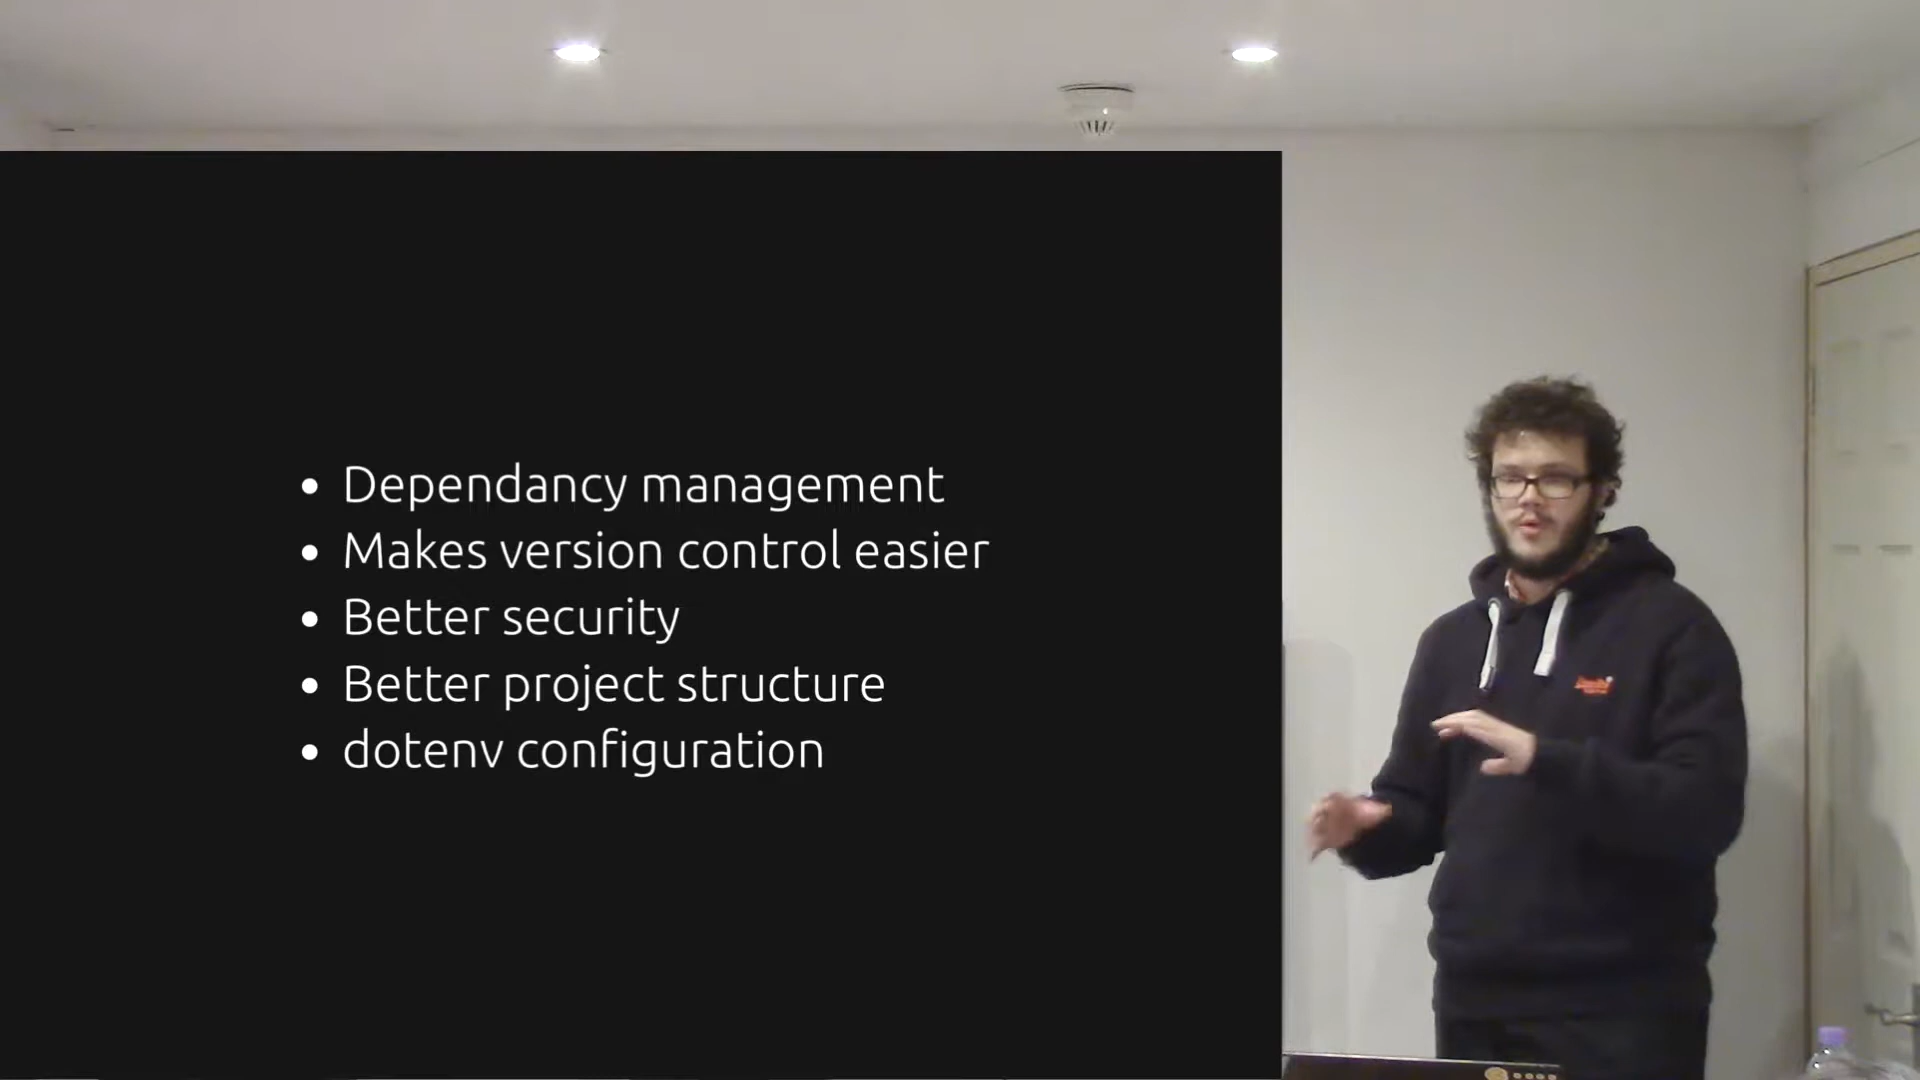 • Dependancy management
• Makes version control easier
• Better security
• Better project structure
• dotenv configuration